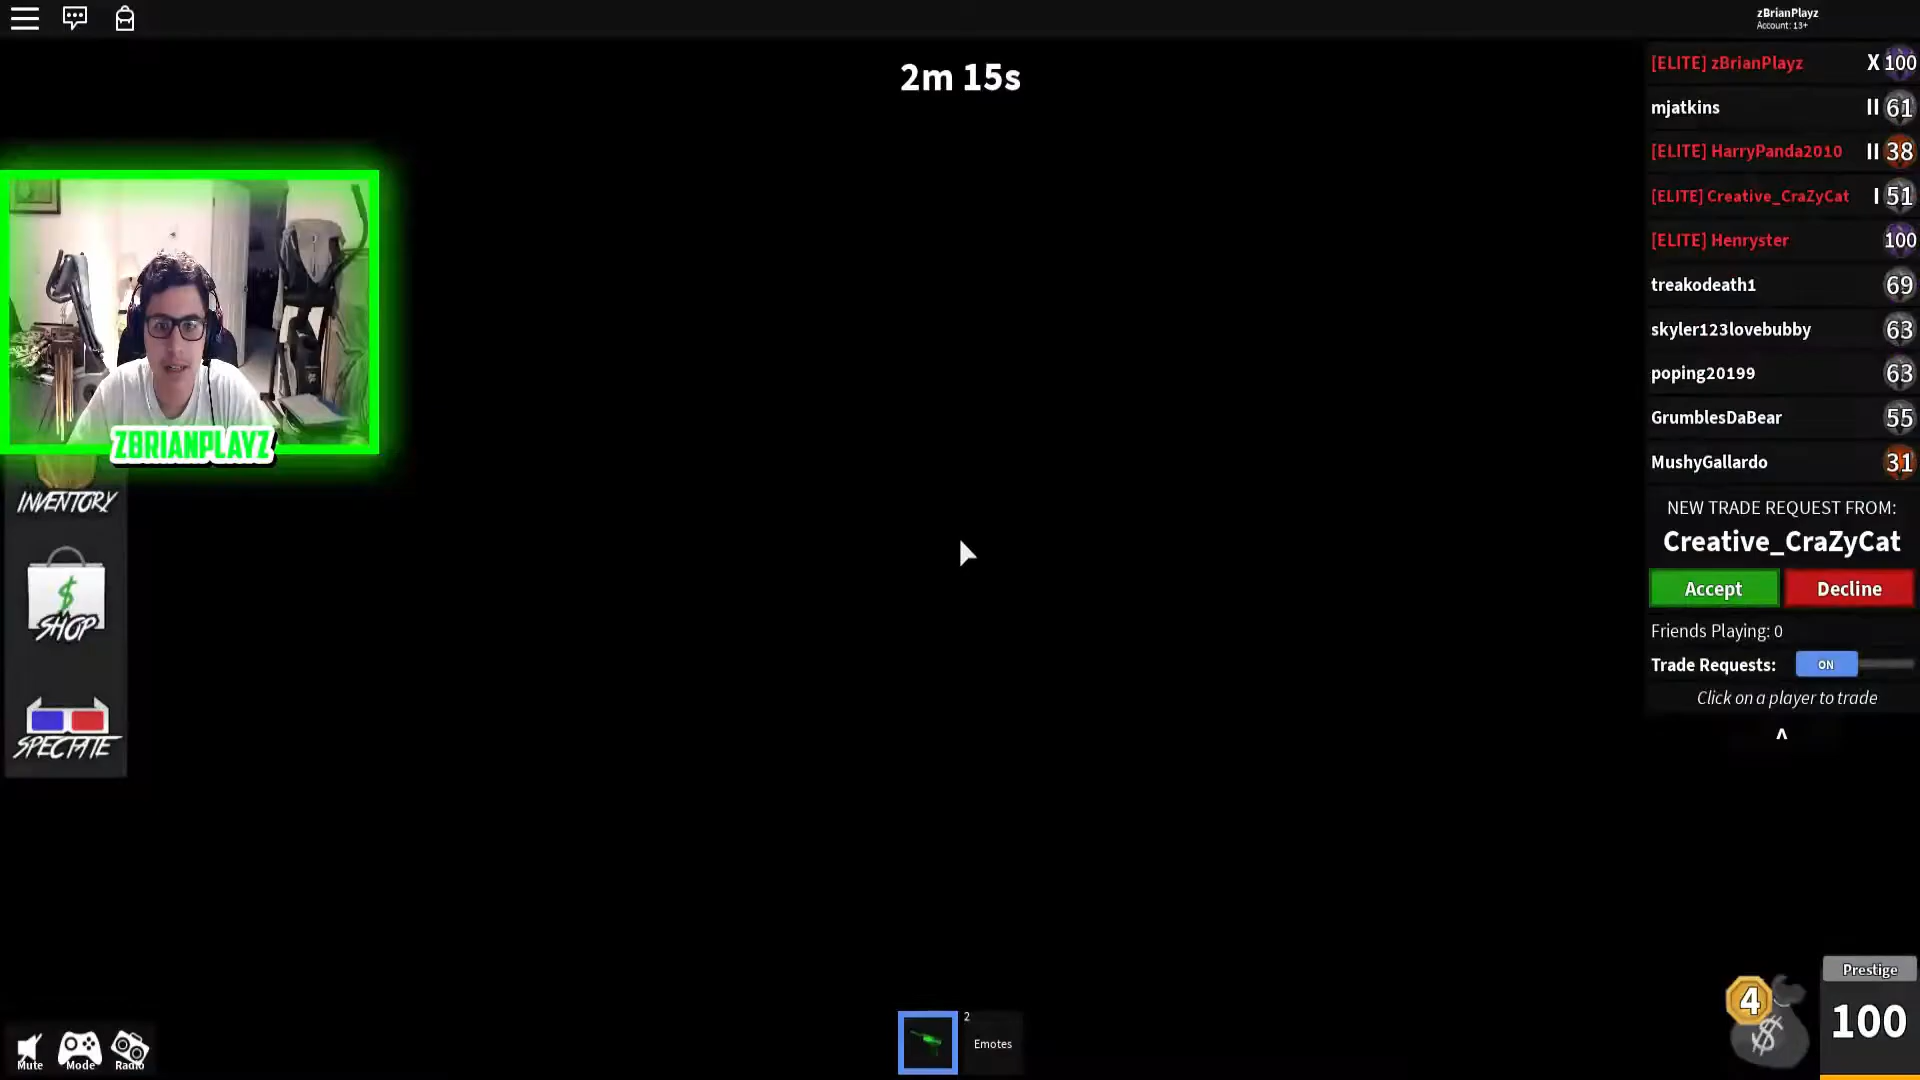 zBrianPlayz
Account: 13+
2m 15s
[ELITE] zBrianPlayz X 100
mjatkins II 61
[ELITE] HarryPanda2010 II 38
[ELITE] Creative_CraZyCat I 51
[ELITE] Henryster 100
treakodeath1 69
skyler123lovebubby 63
poping20199 63
GrumblesDaBear 55
MushyGallardo 31
NEW TRADE REQUEST FROM:
Creative_CraZyCat
Accept Decline
Friends Playing: 0
Trade Requests: ON
Click on a player to trade
^
ZBRIANPLAYZ
INVENTORY
$
SHOP
SPECTATE
Mute Mode Radio
2
Emotes
4
$
Prestige
100